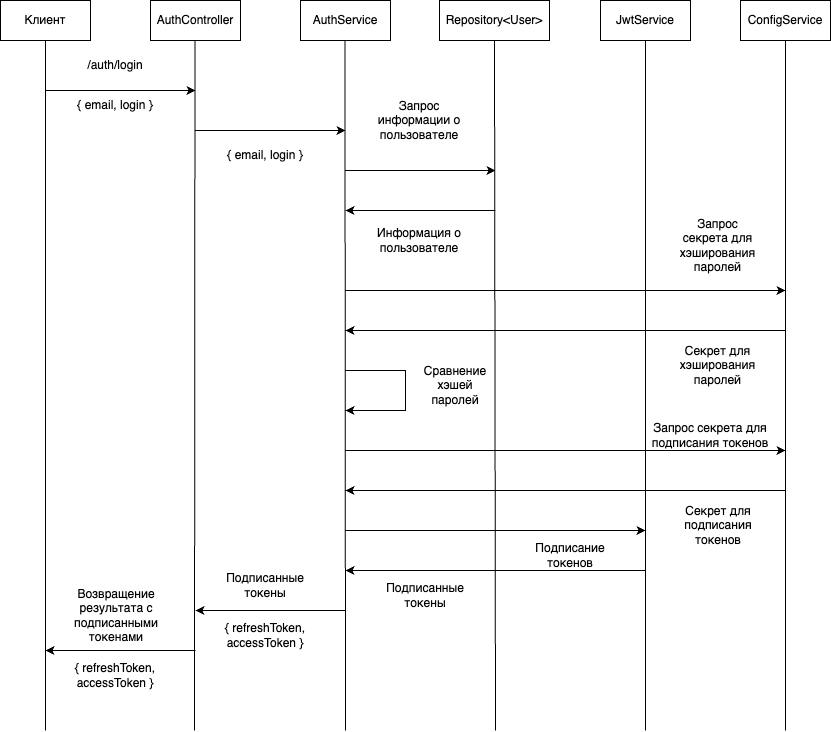 Клиент
AuthController
AuthService
Repository<User>
JwtService
ConfigService
/auth/login
{ email, login }
{ email, login }
Запрос
информации о
пользователе
Информация о
пользователе
Запрос
секрета для
хэширования
паролей
Секрет для
хэширования
паролей
Сравнение
хэшей
паролей
Запрос секрета для
подписания токенов
Секрет для
подписания
токенов
Подписание
токенов
Подписанные
токены
Подписанные
токены
{ refreshToken,
accessToken }
Возвращение
результата с
подписанными
токенами
{ refreshToken,
accessToken }